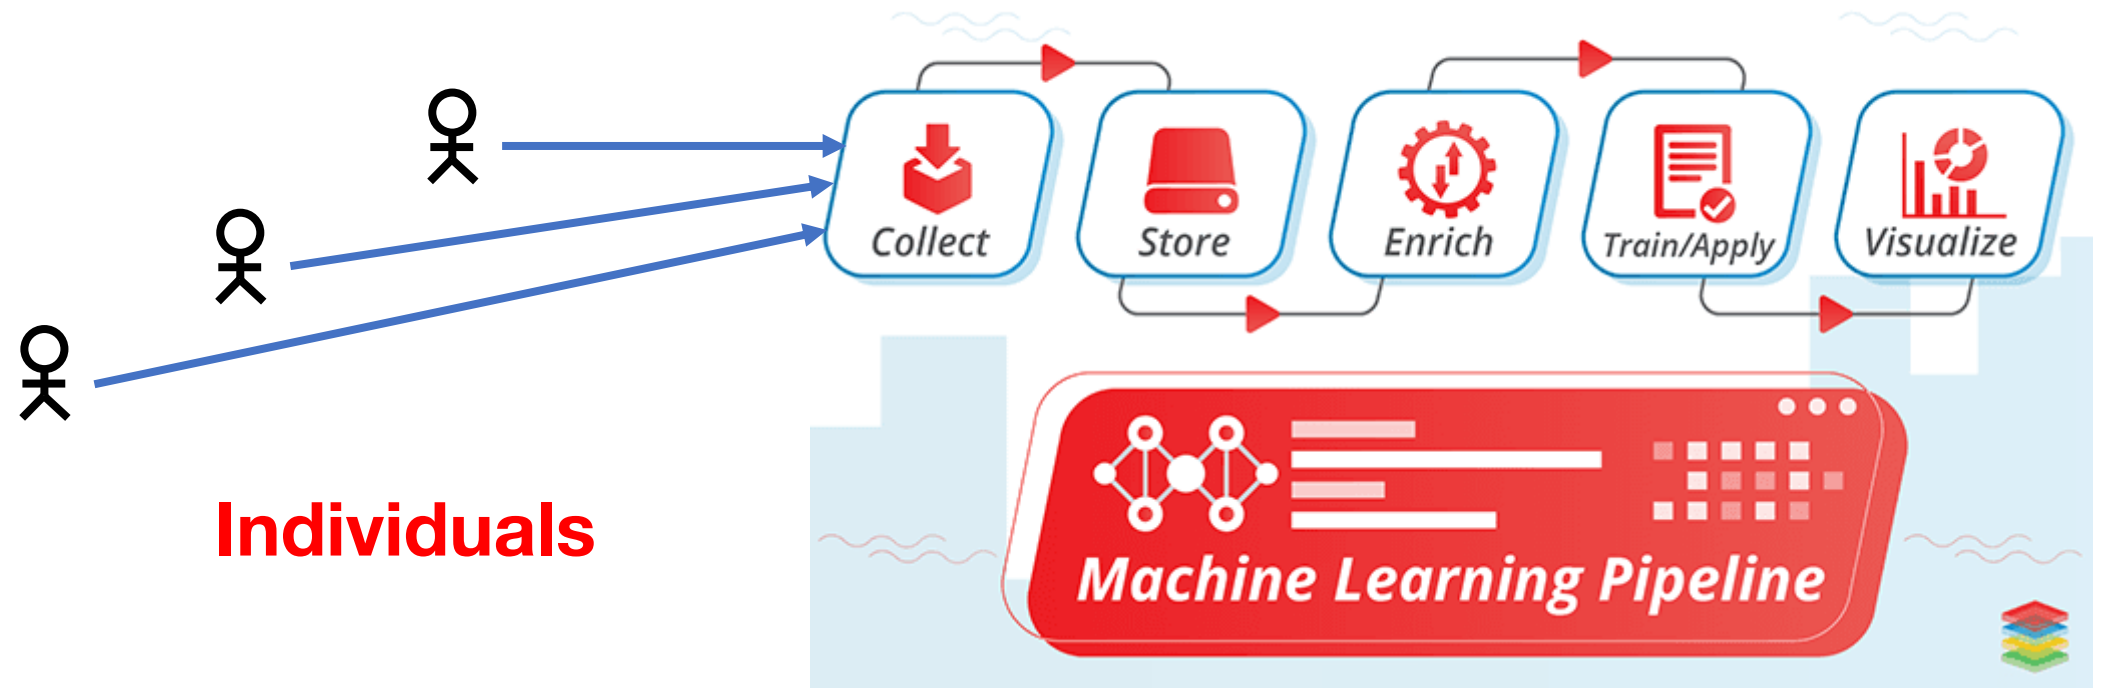 Collect
Store
Enrich
Train/Apply
Visualize
Individuals
Machine Learning Pipeline